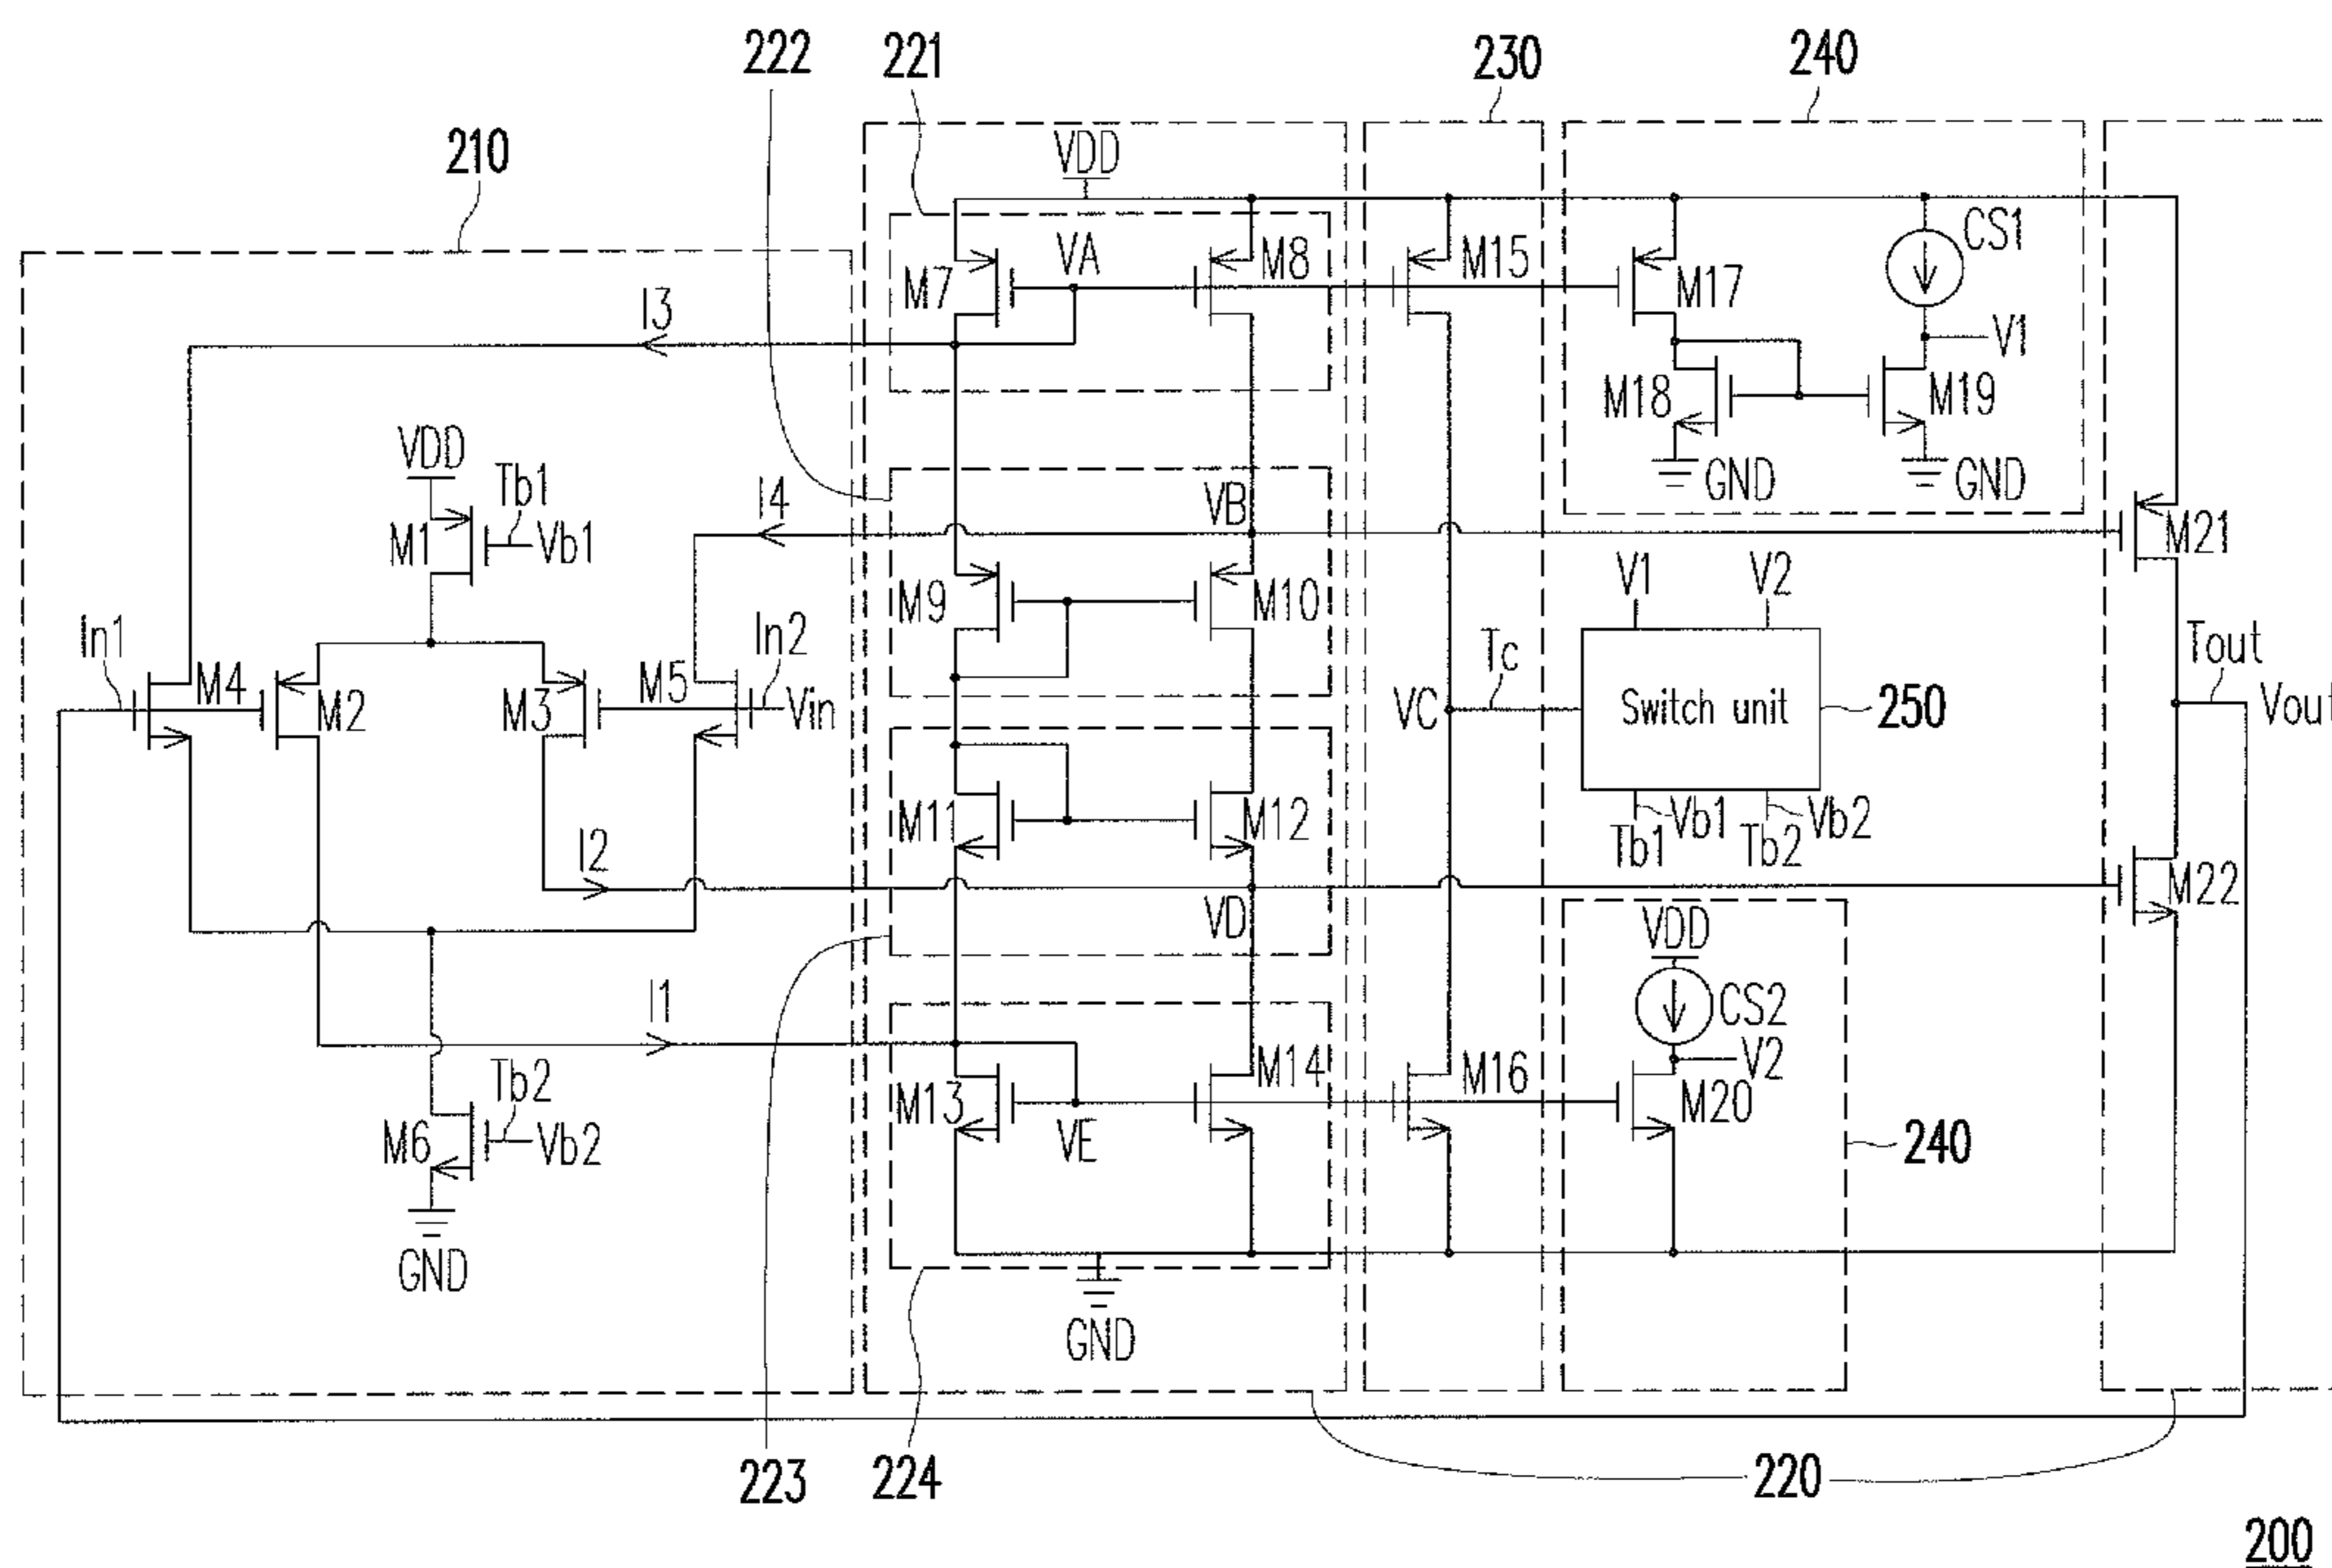 222
221
230
240
210
VDD
M7
VA
M8
M15
M17
CS1
V1
I3
M18
M19
GND
GND
VDD
Tb1
M1
Vb1
I4
VB
M21
M9
M10
V1
V2
In1
M4
M2
M3
M5
In2
Vin
VC
Tc
Switch unit
250
Tout
Vout
M11
M12
Vb1
Vb2
Tb1
Tb2
I2
VD
M22
VDD
CS2
V2
I1
M13
M14
M16
M20
VE
Tb2
M6
Vb2
240
GND
GND
223
224
220
200